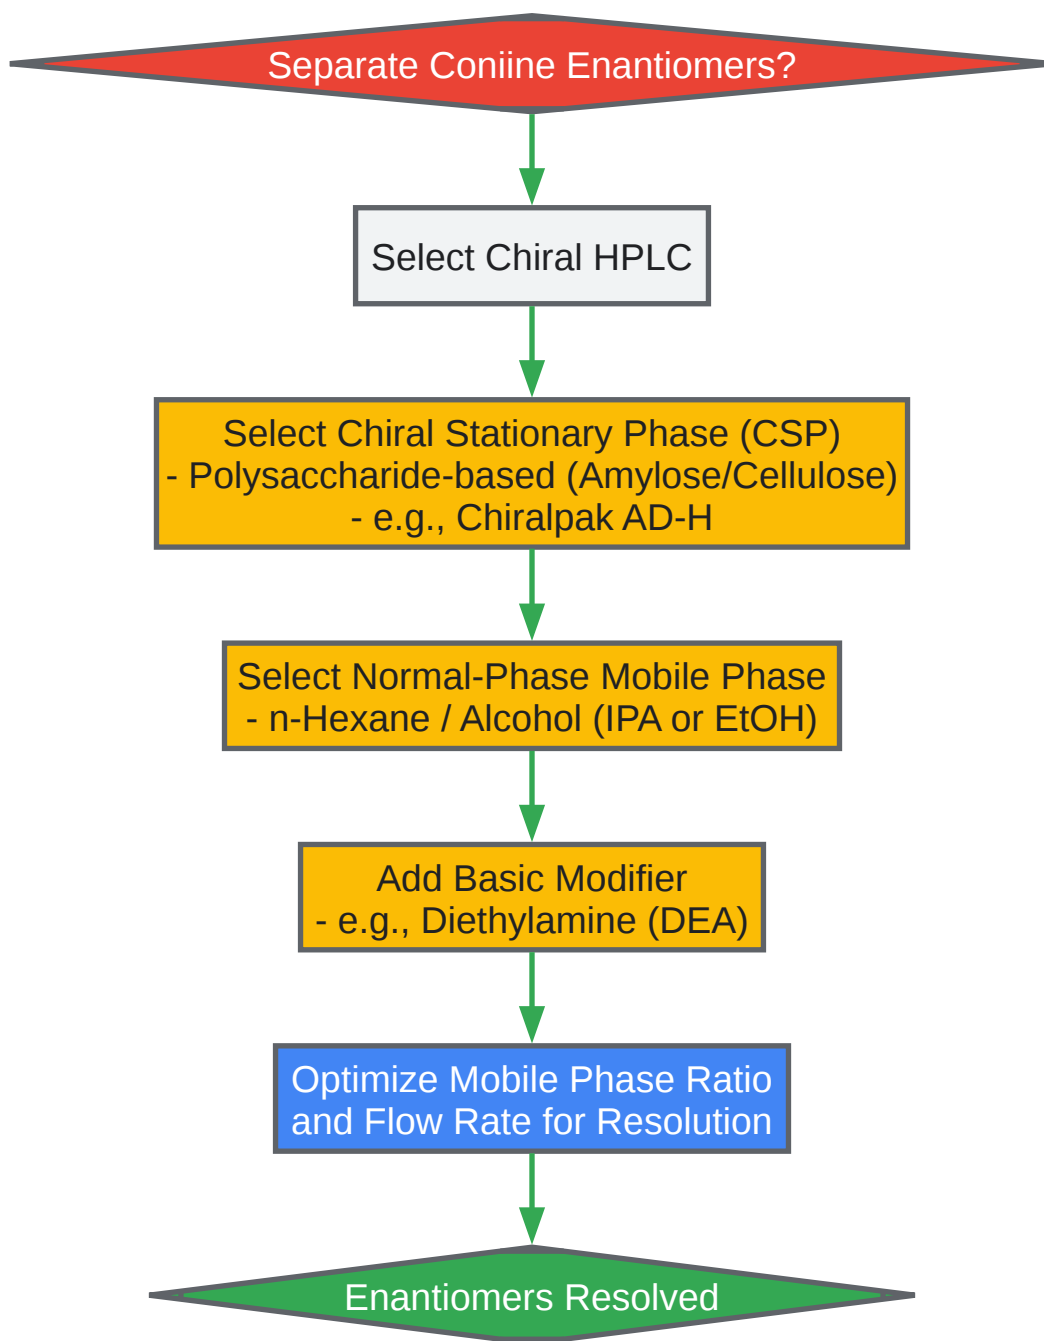 Separate Coniine Enantiomers?
Select Chiral HPLC
Select Chiral Stationary Phase (CSP)
- Polysaccharide-based (Amylose/Cellulose)
- e.g., Chiralpak AD-H
Select Normal-Phase Mobile Phase
- n-Hexane / Alcohol (IPA or EtOH)
Add Basic Modifier
- e.g., Diethylamine (DEA)
Optimize Mobile Phase Ratio
and Flow Rate for Resolution
Enantiomers Resolved